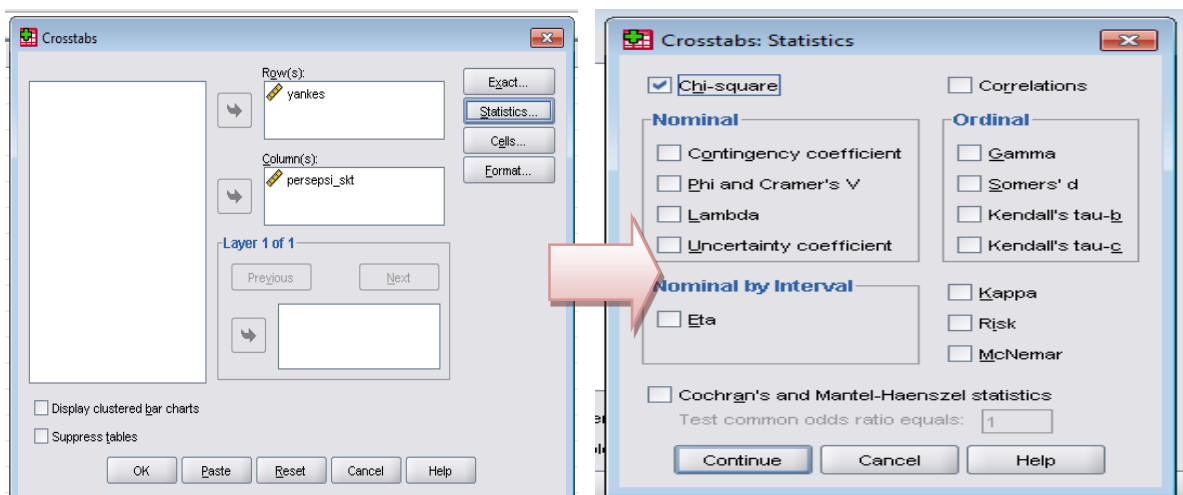 Crosstabs
Row(s):
yankes
Column(s):
persepsi_skt
Layer 1 of 1
Previous
Next
Exact...
Statistics...
Cells...
Format...
Display clustered bar charts
Suppress tables
OK
Paste
Reset
Cancel
Help
Crosstabs: Statistics
Chi-square
Correlations
Nominal
Contingency coefficient
Phi and Cramer's V
Lambda
Uncertainty coefficient
Ordinal
Gamma
Somers' d
Kendall's tau-b
Kendall's tau-c
Nominal by Interval
Eta
Kappa
Risk
McNemar
Cochran's and Mantel-Haenszel statistics
Test common odds ratio equals: 1
Continue
Cancel
Help